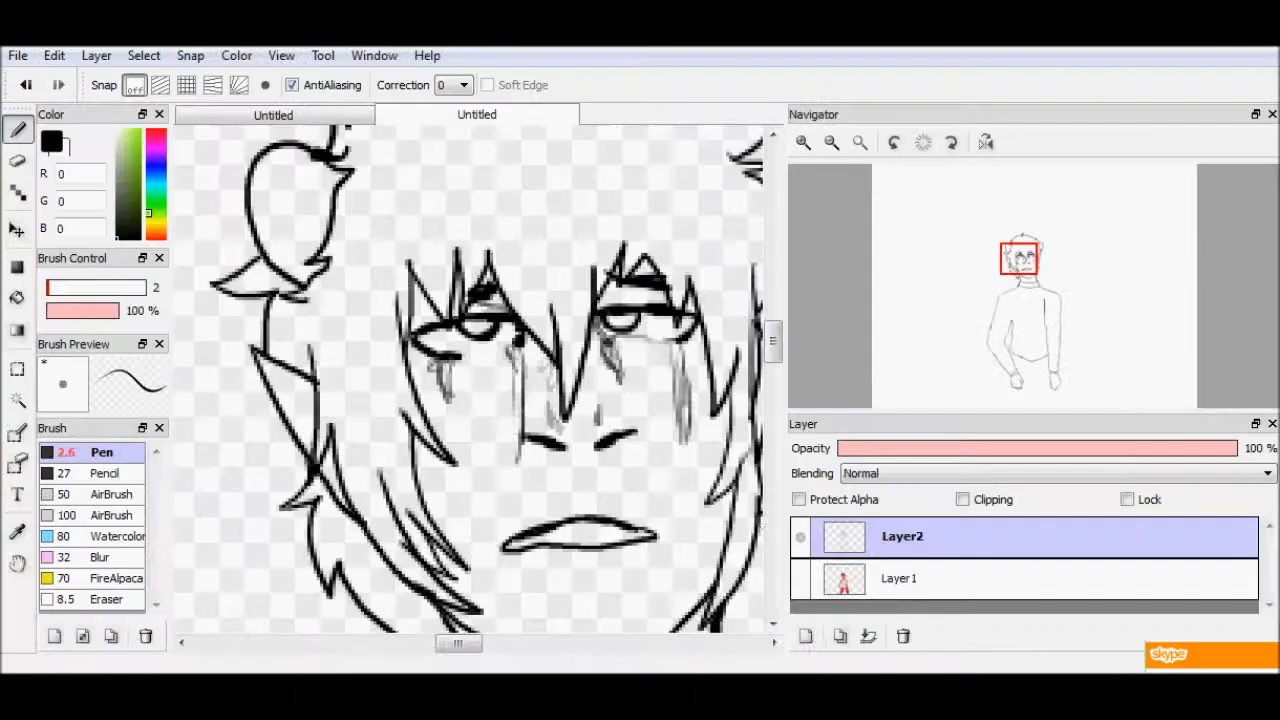 File Edit Layer Select Snap Color View Tool Window Help
Snap off AntiAliasing Correction 0 Soft Edge
Color
R 0
G 0
B 0
Brush Control
2
100 %
Brush Preview
*
Brush
2.6 Pen
27 Pencil
50 AirBrush
100 AirBrush
80 Watercolor
32 Blur
70 FireAlpaca
8.5 Eraser
Untitled Untitled
Navigator
Layer
Opacity 100 %
Blending Normal
Protect Alpha Clipping Lock
Layer2
Layer1
skype